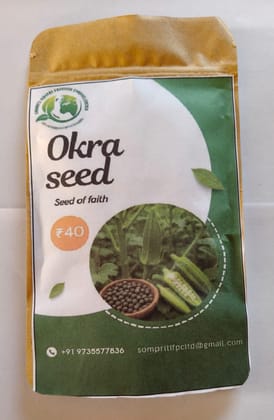 Okra
seed
Seed of faith
₹40
+91 9735577836
sompritifpcltd@gmail.com